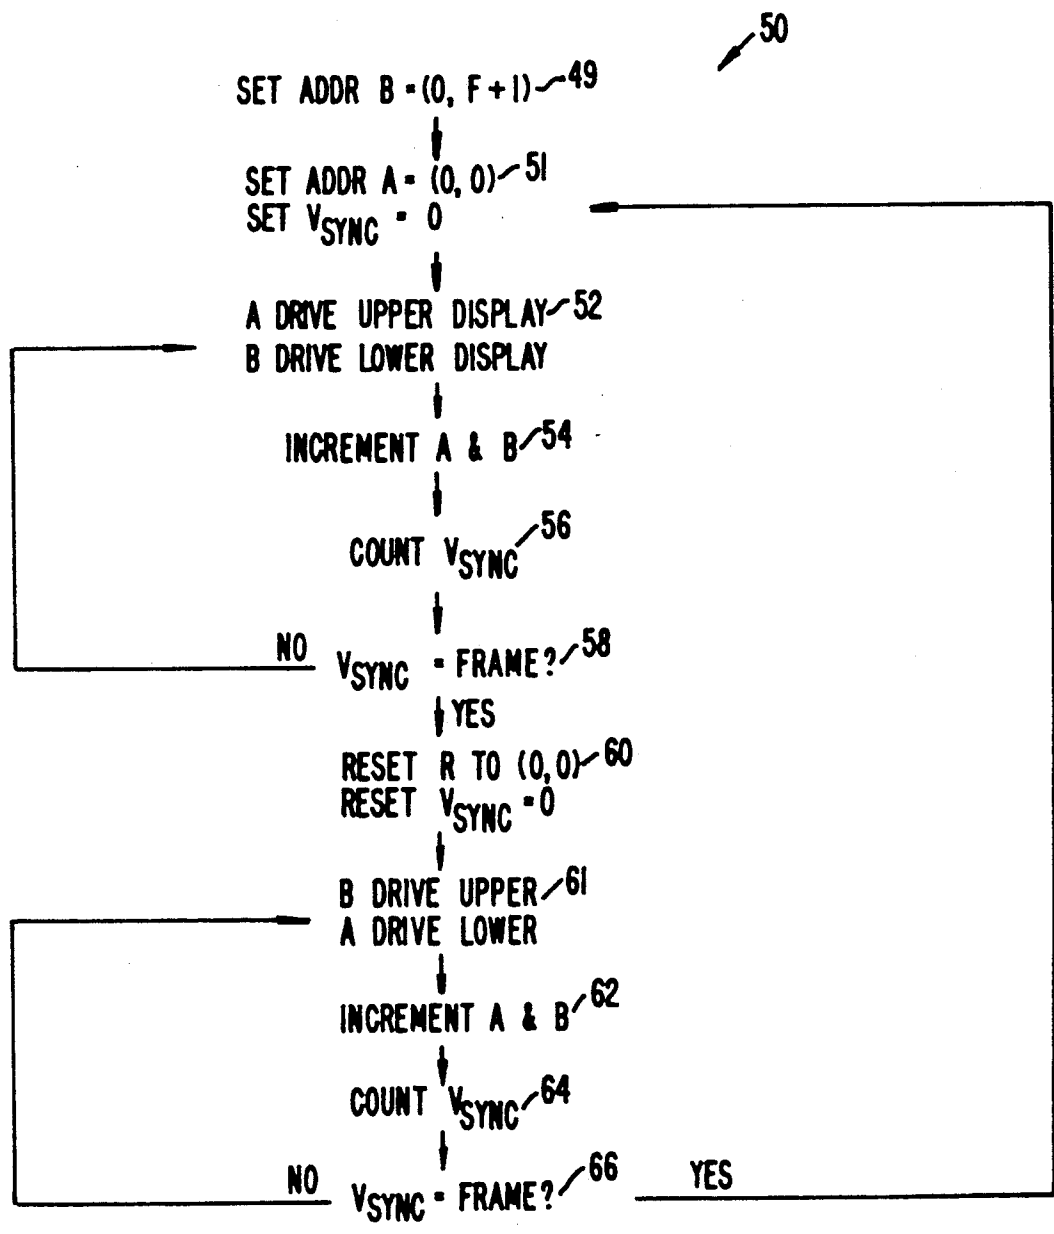 50
SET ADDR B = (0, F + 1) 49
SET ADDR A = (0, 0) 51
SET VSYNC = 0
A DRIVE UPPER DISPLAY 52
B DRIVE LOWER DISPLAY
INCREMENT A & B 54
COUNT VSYNC 56
NO VSYNC = FRAME? 58
YES
RESET R TO (0,0) 60
RESET VSYNC = 0
B DRIVE UPPER 61
A DRIVE LOWER
INCREMENT A & B 62
COUNT VSYNC 64
NO VSYNC = FRAME? 66 YES